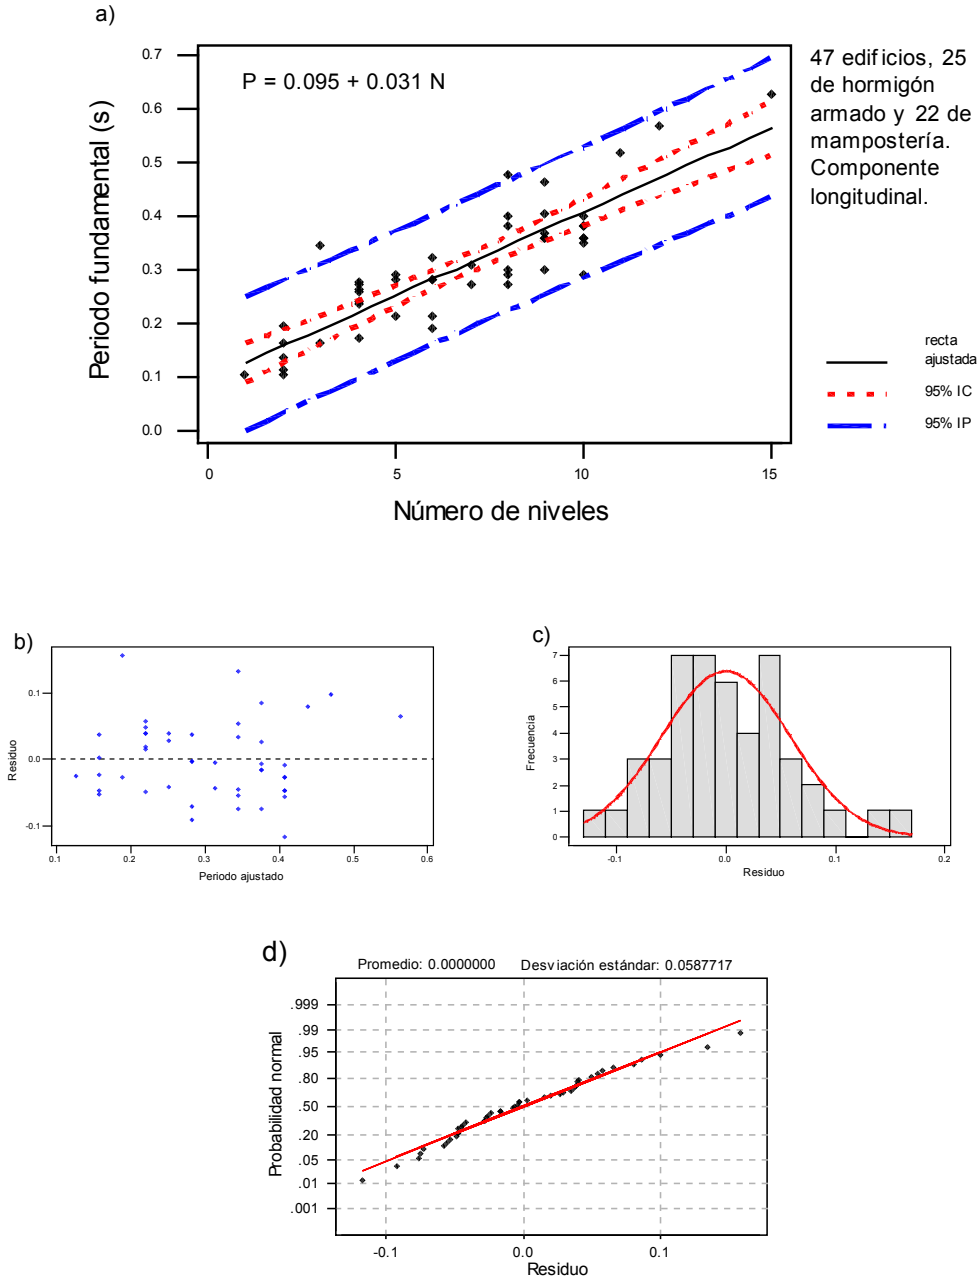 a)
P = 0.095 + 0.031 N
0.7
0.6
0.5
0.4
0.3
0.2
0.1
0.0
Periodo fundamental (s)
0
5
10
15
Número de niveles
47 edificios, 25
de hormigón
armado y 22 de
mampostería.
Componente
longitudinal.
recta
ajustada
95% IC
95% IP
b)
0.1
0.0
-0.1
Residuo
0.1
0.2
0.3
0.4
0.5
0.6
Periodo ajustado
c)
7
6
5
4
3
2
1
0
Frecuencia
-0.1
0.0
0.1
0.2
Residuo
d)
Promedio: 0.0000000
Desviación estándar: 0.0587717
.999
.99
.95
.80
.50
.20
.05
.01
.001
Probabilidad normal
-0.1
0.0
0.1
Residuo